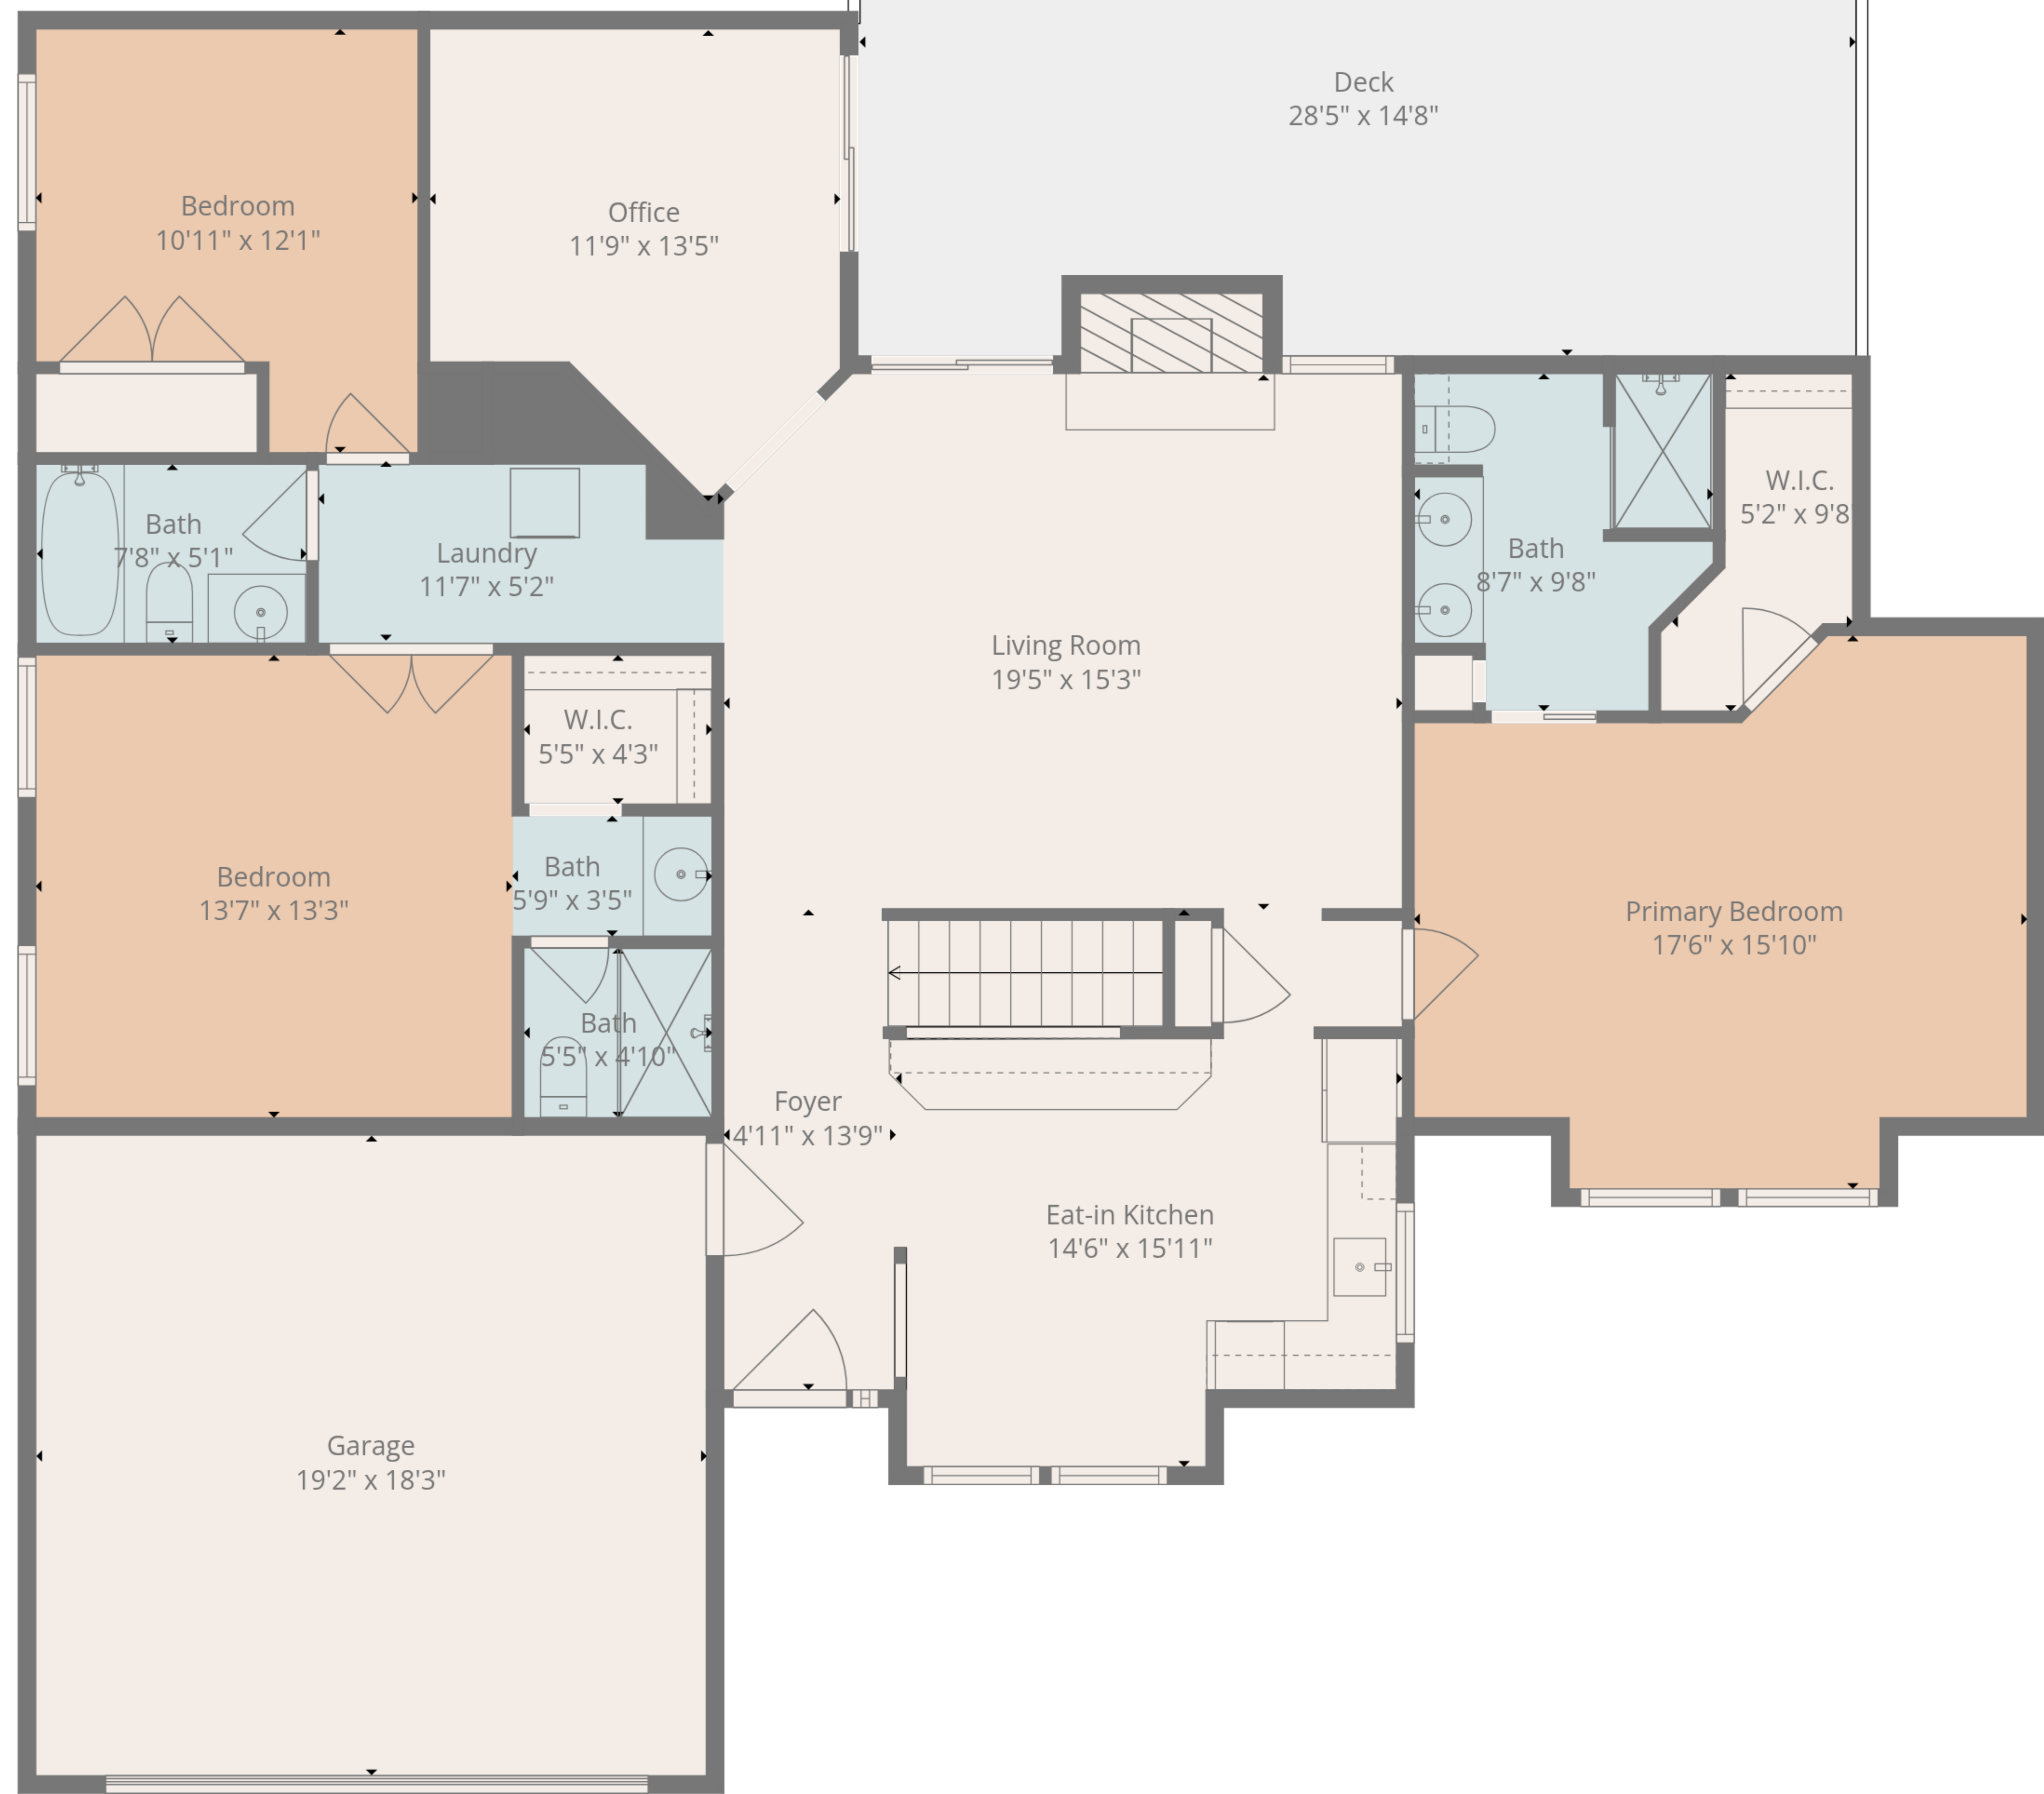 Deck
28'5" x 14'8"
Bedroom
10'11" x 12'1"
Office
11'9" x 13'5"
W.I.C.
5'2" x 9'8
Bath
7'8" x 5'1"
Laundry
11'7" x 5'2"
Bath
8'7" x 9'8"
Living Room
19'5" x 15'3"
W.I.C.
5'5" x 4'3"
Bedroom
13'7" x 13'3"
Bath
5'9" x 3'5"
Primary Bedroom
17'6" x 15'10"
Bath
5'5" x 4'10"
Foyer
4'11" x 13'9"
Eat-in Kitchen
14'6" x 15'11"
Garage
19'2" x 18'3"